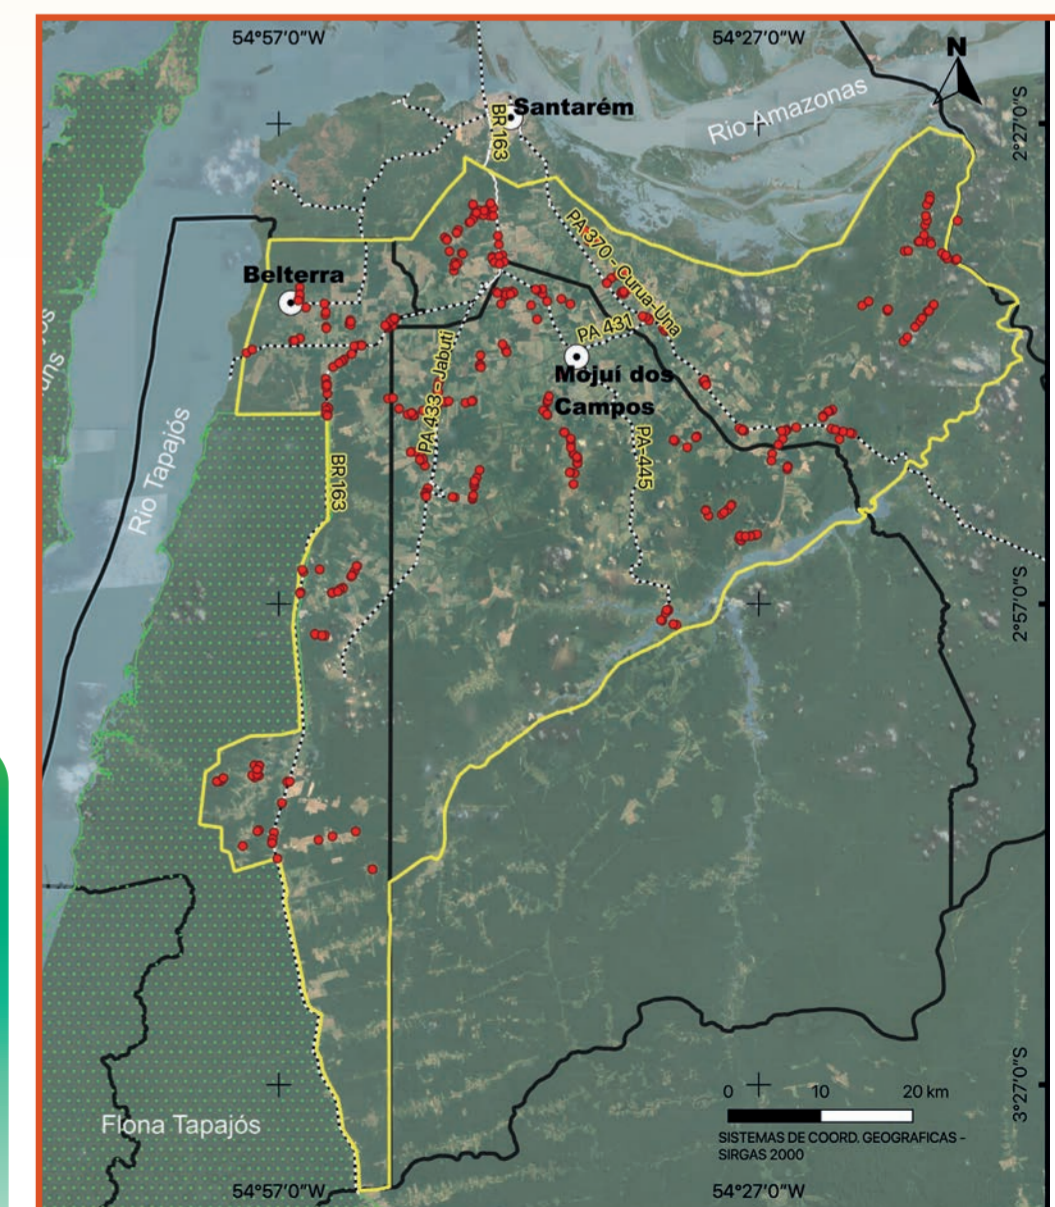 54°57'0"W
54°27'0"W
N
Santarém
BR 163
Rio Amazonas
2°27'0"S
PA 370 - Curua-Una
Belterra
PA 431
Mojuí dos
Campos
PA 433 - Jabuti
PA-445
BR 163
Rio Tapajós
2°57'0"S
0 10 20 km
SISTEMAS DE COORD. GEOGRAFICAS -
SIRGAS 2000
3°27'0"S
Flona Tapajós
54°57'0"W
54°27'0"W